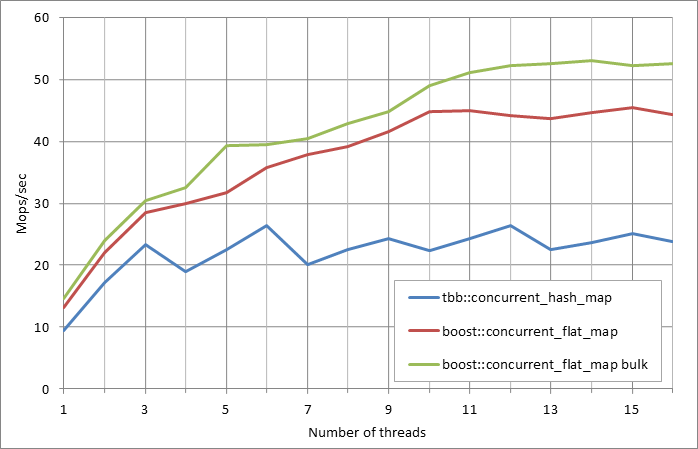 60
50
40
30
20
10
0
Mops/sec
tbb::concurrent_hash_map
boost::concurrent_flat_map
boost::concurrent_flat_map bulk
1 3 5 7 9 11 13 15
Number of threads